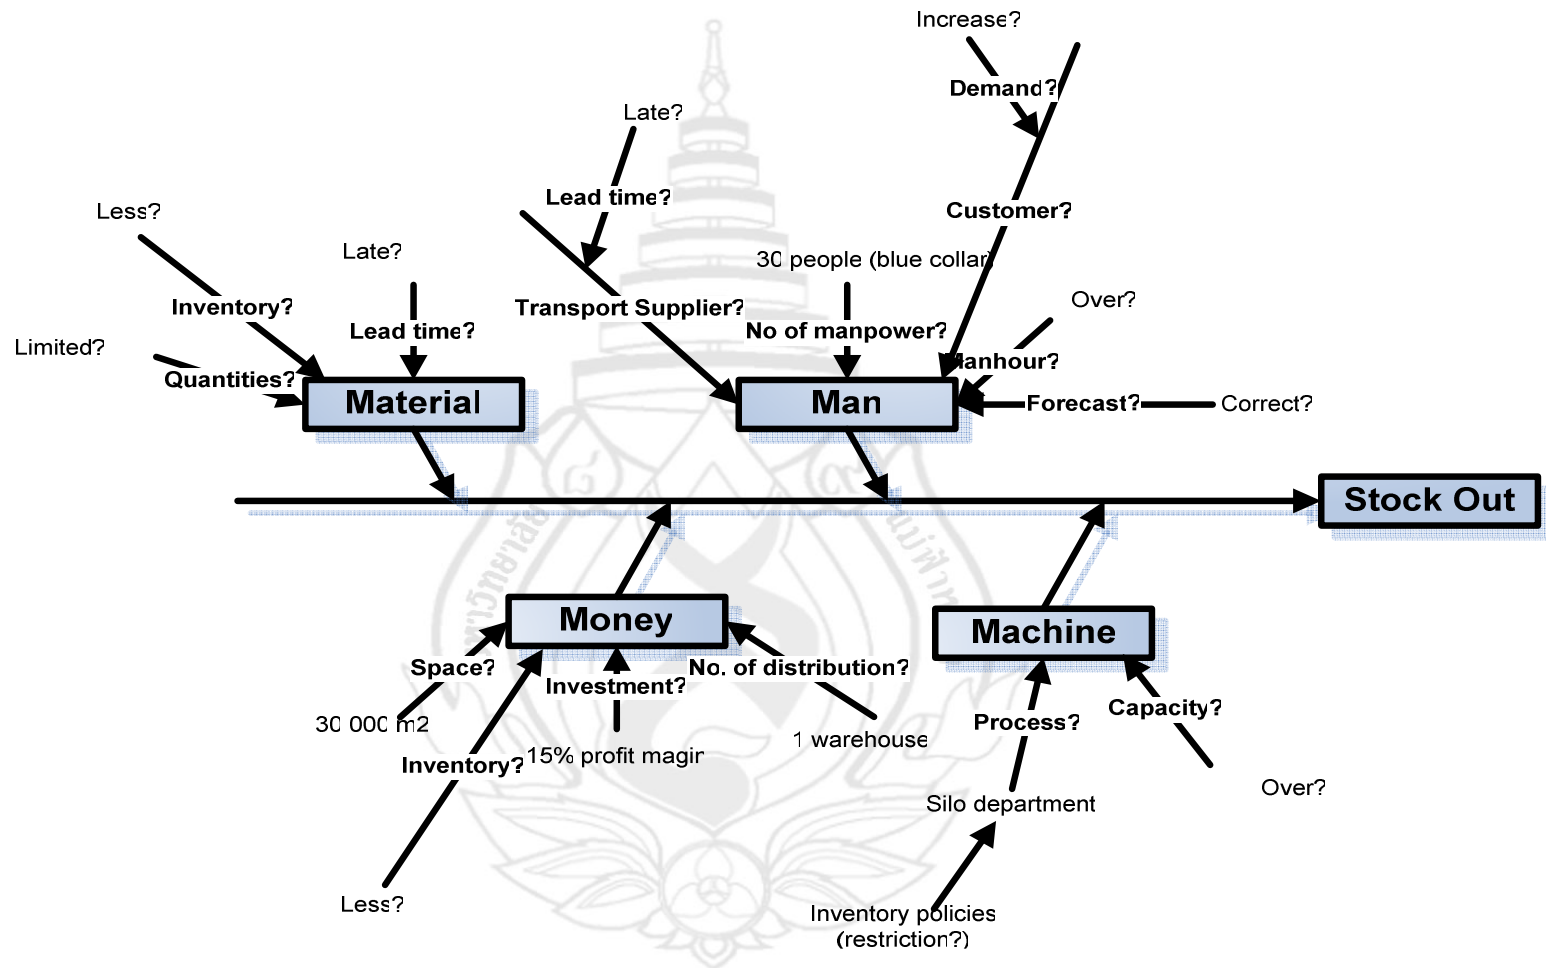 Increase?
Demand?
Late?
Lead time?
Customer?
Less?
Late?
30 people (blue collar)
Over?
Inventory?
Lead time?
Transport Supplier?
No of manpower?
Manhour?
Limited?
Quantities?
Material
Man
Forecast?
Correct?
Stock Out
Money
Machine
Space?
Investment?
No. of distribution?
30 000 m2
Inventory?
15% profit magin
1 warehouse
Process?
Capacity?
Silo department
Over?
Less?
Inventory policies
(restriction?)